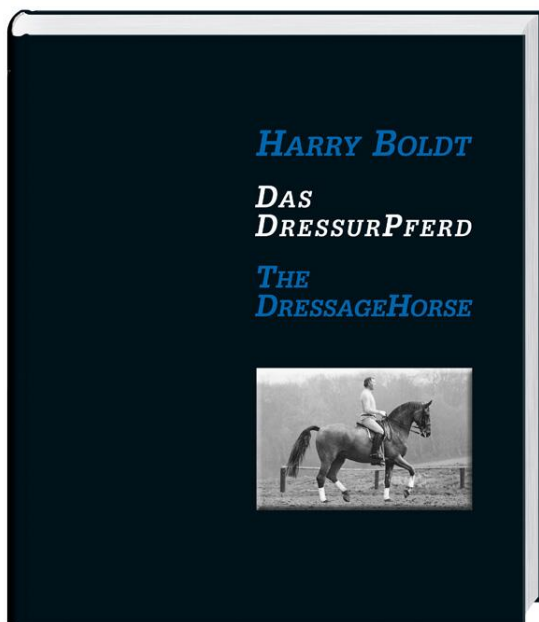 HARRY BOLDT
DAS
DRESSURPFERD
THE
DRESSAGEHORSE